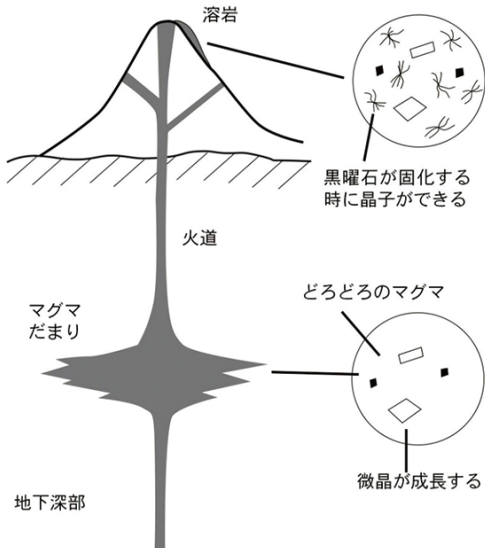 溶岩
黒曜石が固化する
時に晶子ができる
火道
どろどろのマグマ
マグマ
だまり
微晶が成長する
地下深部